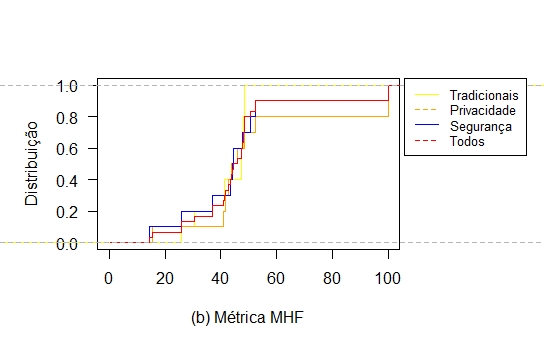 1.0
0.8
0.6
0.4
0.2
0.0
Distribuição
0 20 40 60 80 100
(b) Métrica MHF
Tradicionais
Privacidade
Segurança
Todos